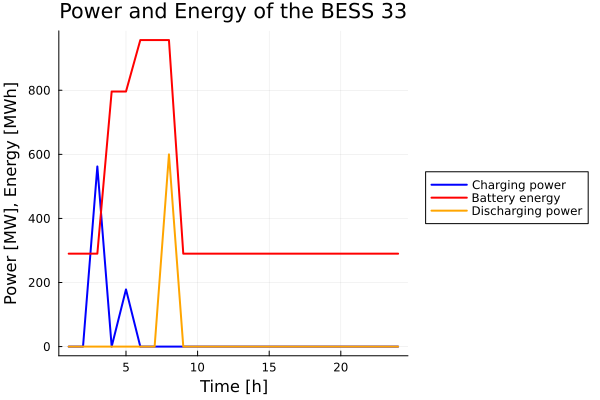 Power and Energy of the BESS 33
Power [MW], Energy [MWh]
800
600
400
200
0
5
10
15
20
Time [h]
Charging power
Battery energy
Discharging power